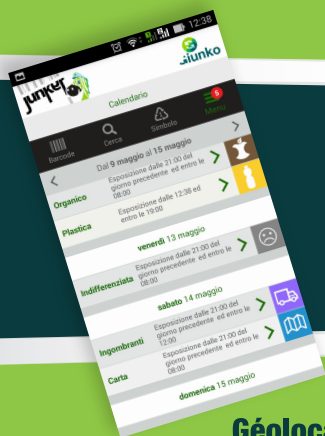 12:38
junker
Giunko
Calendario
Barcode
Cerca
Simbolo
5
Menu
Dal 9 maggio al 15 maggio
Organico
Esposizione dalle 21:00 del
giorno precedente ed entro le
08:00
Plastica
Esposizione dalle 12:38 ed
entro le 19:00
venerdì 13 maggio
Indifferenziata
Esposizione dalle 21:00 del
giorno precedente ed entro le
08:00
sabato 14 maggio
Ingombranti
Esposizione dalle 21:00 del
giorno precedente ed entro le
12:00
Carta
Esposizione dalle 21:00 del
giorno precedente ed entro le
08:00
domenica 15 maggio
Géoloca